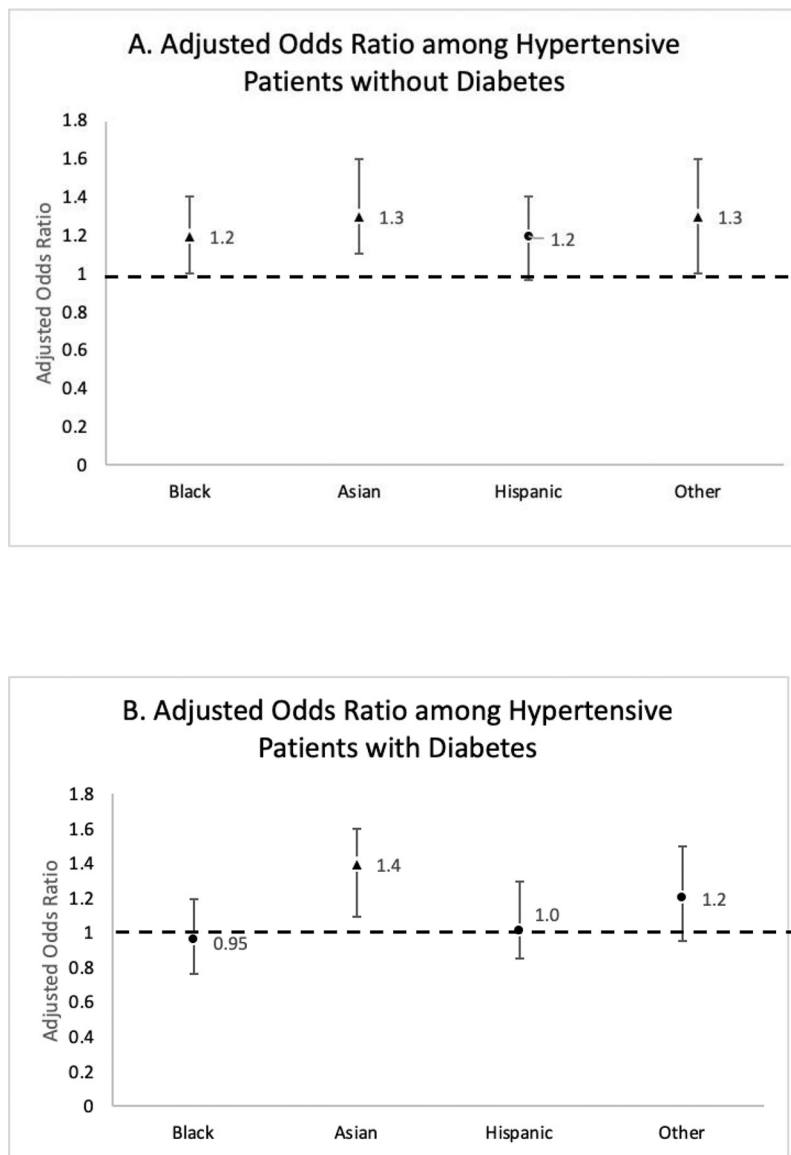 A. Adjusted Odds Ratio among Hypertensive
Patients without Diabetes
Adjusted Odds Ratio
1.8
1.6
1.4
1.2
1
0.8
0.6
0.4
0.2
0
1.2
1.3
1.2
1.3
Black
Asian
Hispanic
Other
B. Adjusted Odds Ratio among Hypertensive
Patients with Diabetes
Adjusted Odds Ratio
1.8
1.6
1.4
1.2
1
0.8
0.6
0.4
0.2
0
0.95
1.4
1.0
1.2
Black
Asian
Hispanic
Other